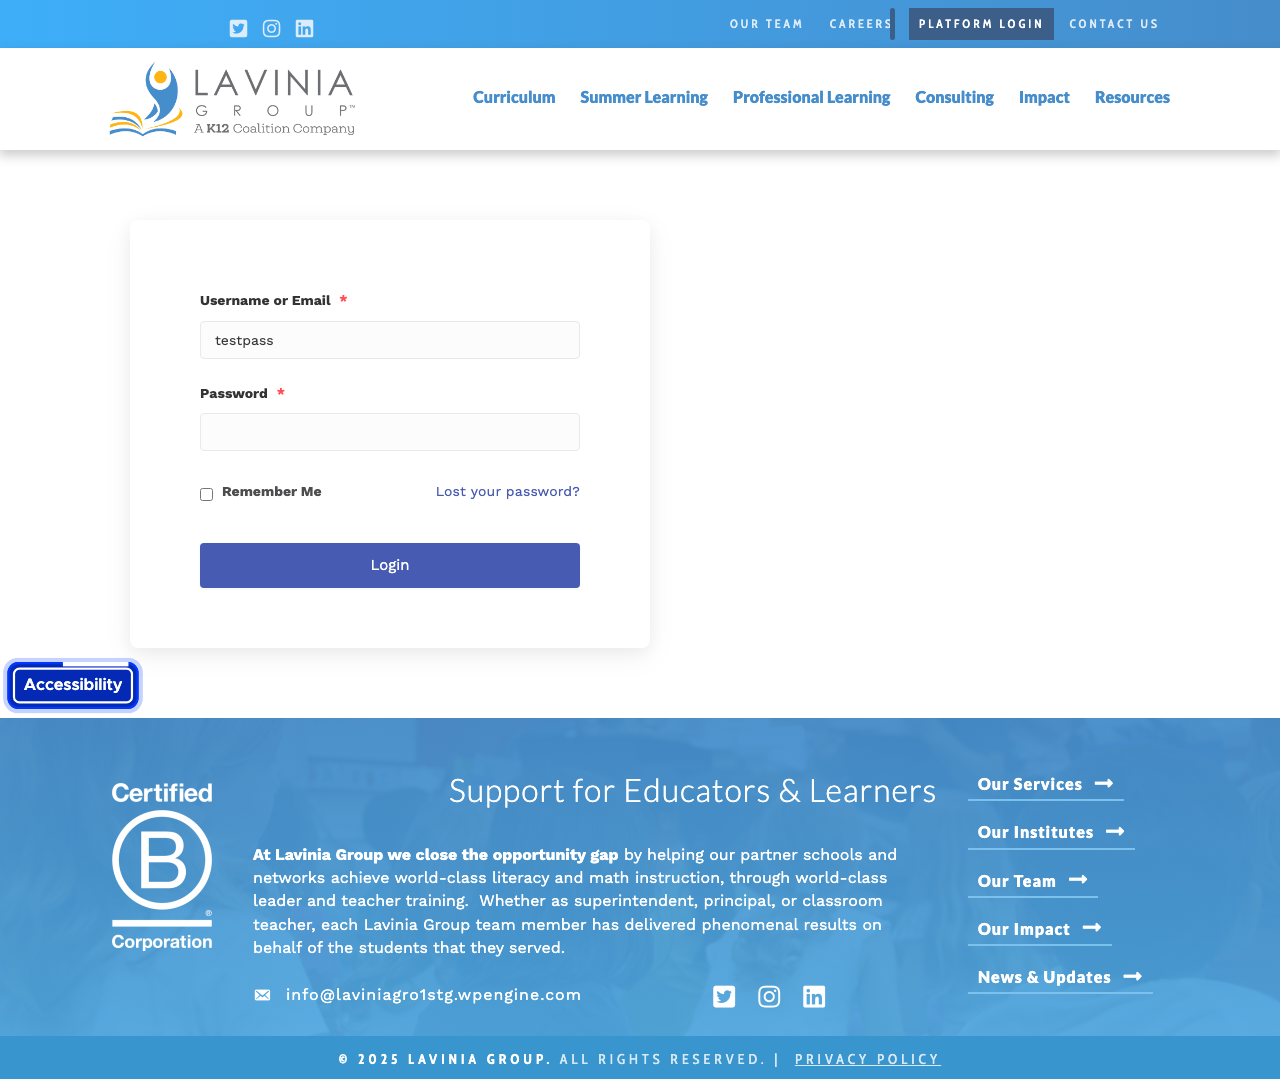 OUR TEAM
CAREERS
PLATFORM LOGIN
CONTACT US
LAVINIA
GROUP™
A K12 Coalition Company
Curriculum
Summer Learning
Professional Learning
Consulting
Impact
Resources
Username or Email *
testpass
Password *
Remember Me
Lost your password?
Login
Accessibility
Certified
B
®
Corporation
Support for Educators & Learners
At Lavinia Group we close the opportunity gap by helping our partner schools and
networks achieve world-class literacy and math instruction, through world-class
leader and teacher training.  Whether as superintendent, principal, or classroom
teacher, each Lavinia Group team member has delivered phenomenal results on
behalf of the students that they served.
info@laviniagro1stg.wpengine.com
Our Services
Our Institutes
Our Team
Our Impact
News & Updates
© 2025 LAVINIA GROUP. ALL RIGHTS RESERVED. | PRIVACY POLICY